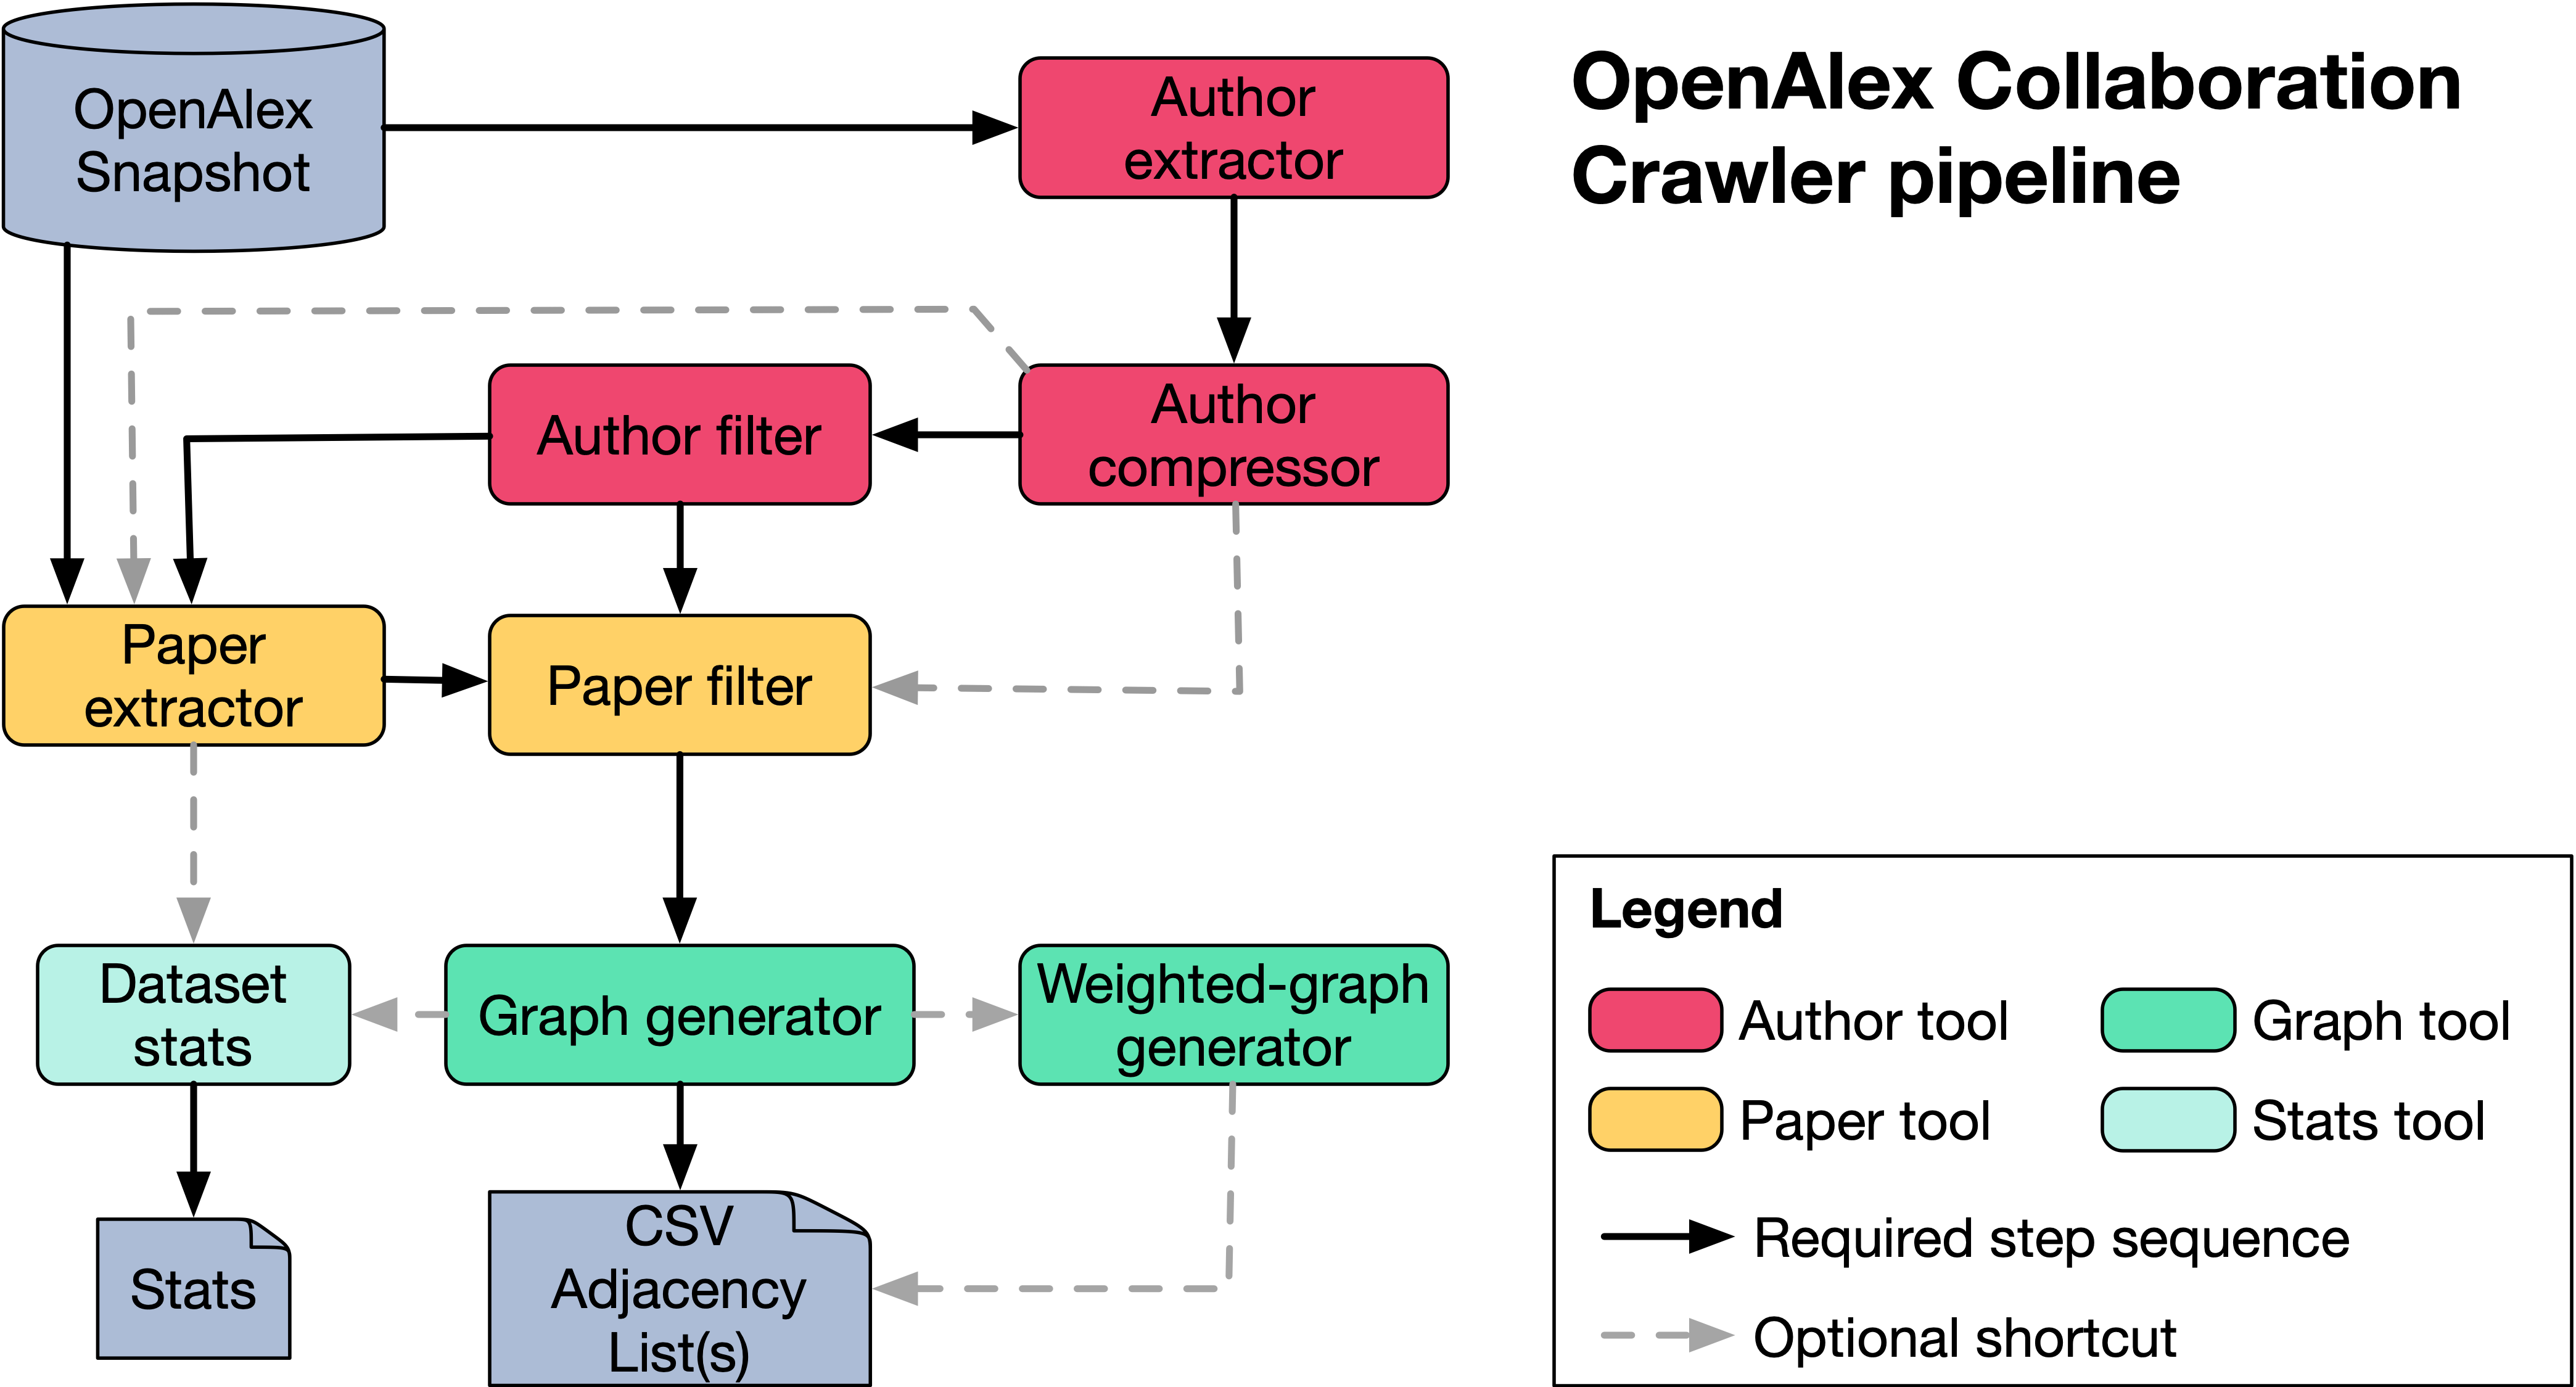 OpenAlex Collaboration
Crawler pipeline
OpenAlex
Snapshot
Author
extractor
Author filter
Author
compressor
Paper
extractor
Paper filter
Dataset
stats
Graph generator
Weighted-graph
generator
Stats
CSV
Adjacency
List(s)
Legend
Author tool
Graph tool
Paper tool
Stats tool
Required step sequence
Optional shortcut